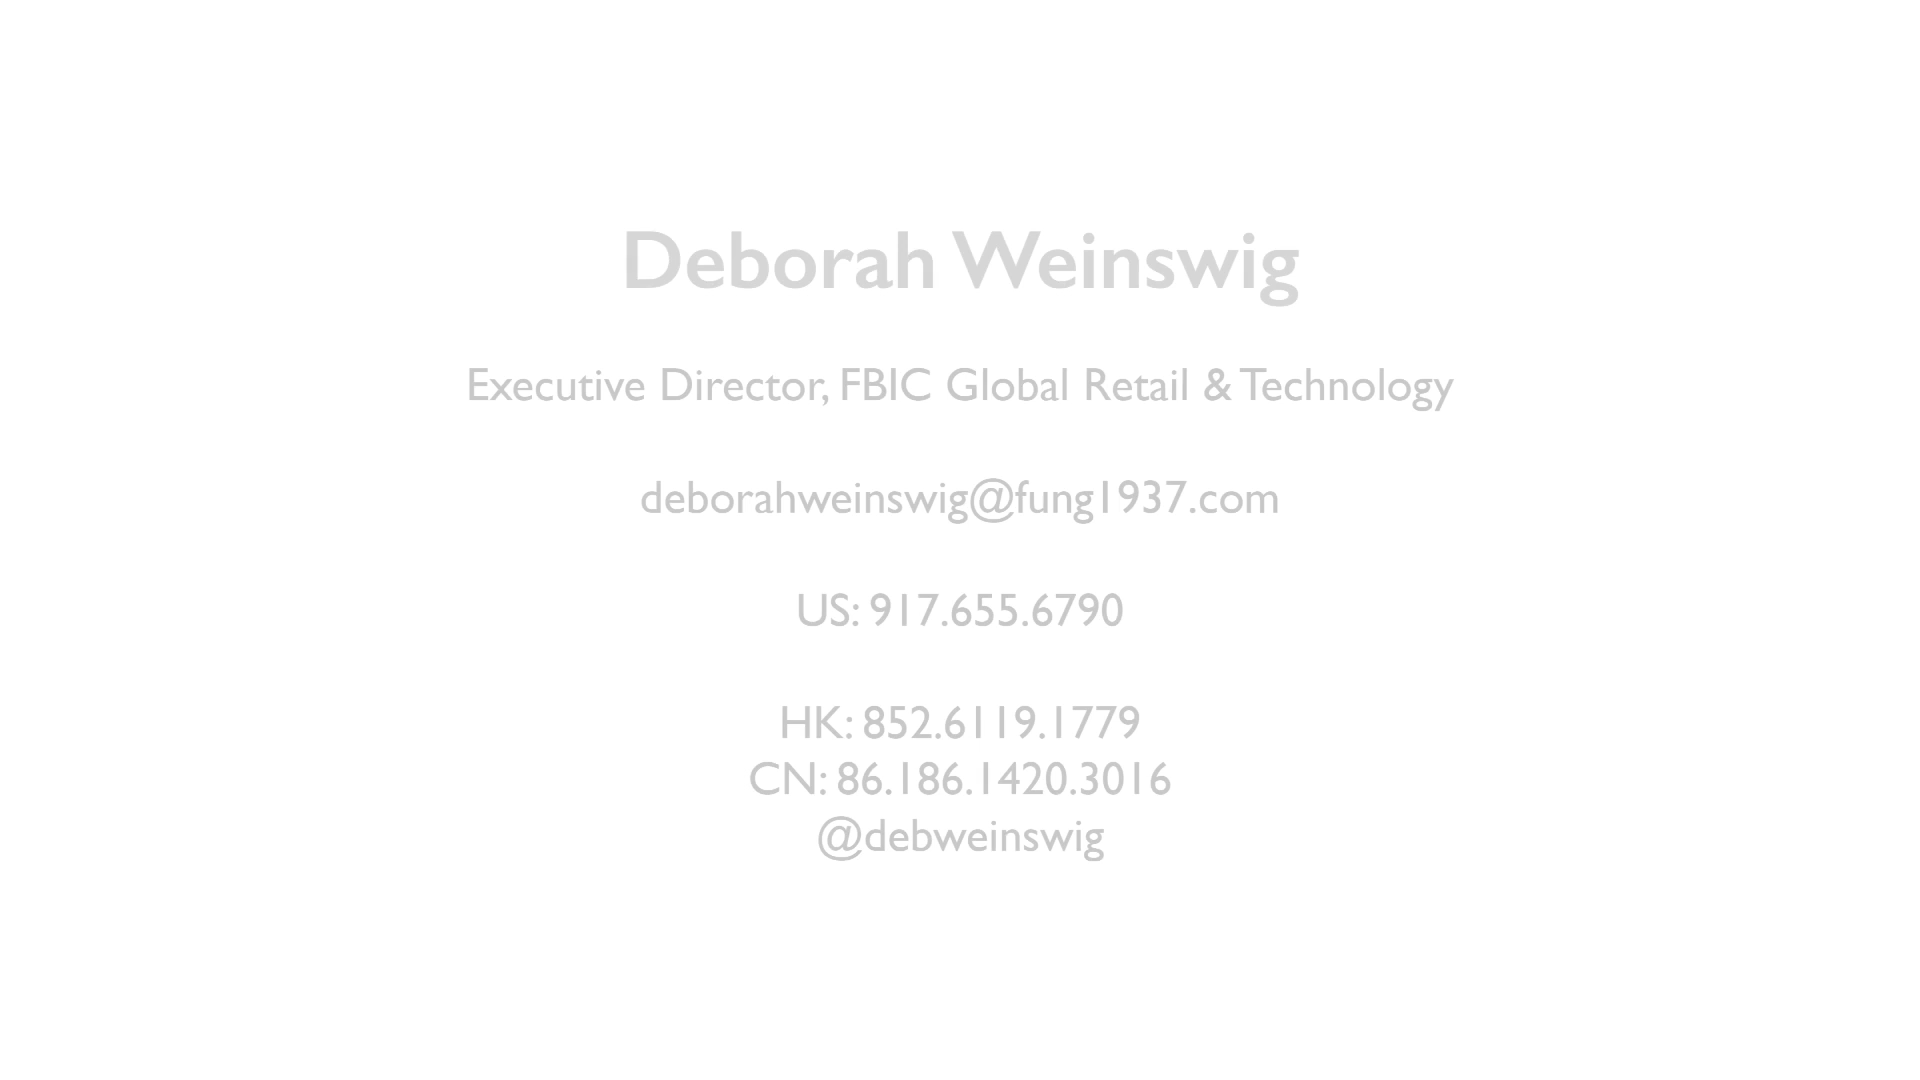 Deborah Weinswig
Executive Director, FBIC Global Retail & Technology
deborahweinswig@fung1937.com
US: 917.655.6790
HK: 852.6119.1779
CN: 86.186.1420.3016
@debweinswig